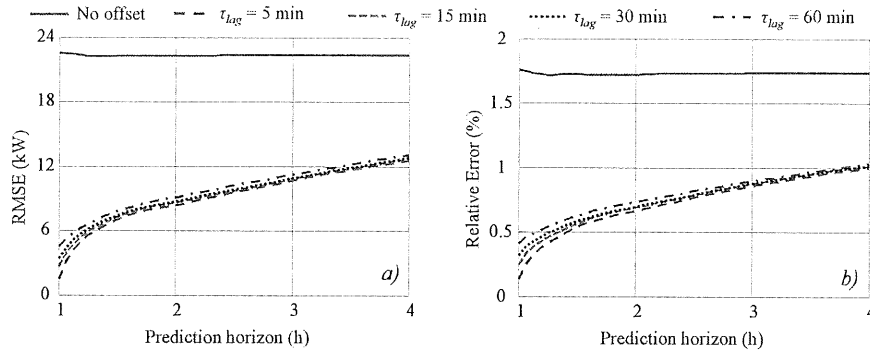 No offset τlag = 5 min τlag = 15 min τlag = 30 min τlag = 60 min
24
18
12
6
0
RMSE (kW)
1 2 3 4
Prediction horizon (h)
a)
2
1.5
1
0.5
0
Relative Error (%)
1 2 3 4
Prediction horizon (h)
b)